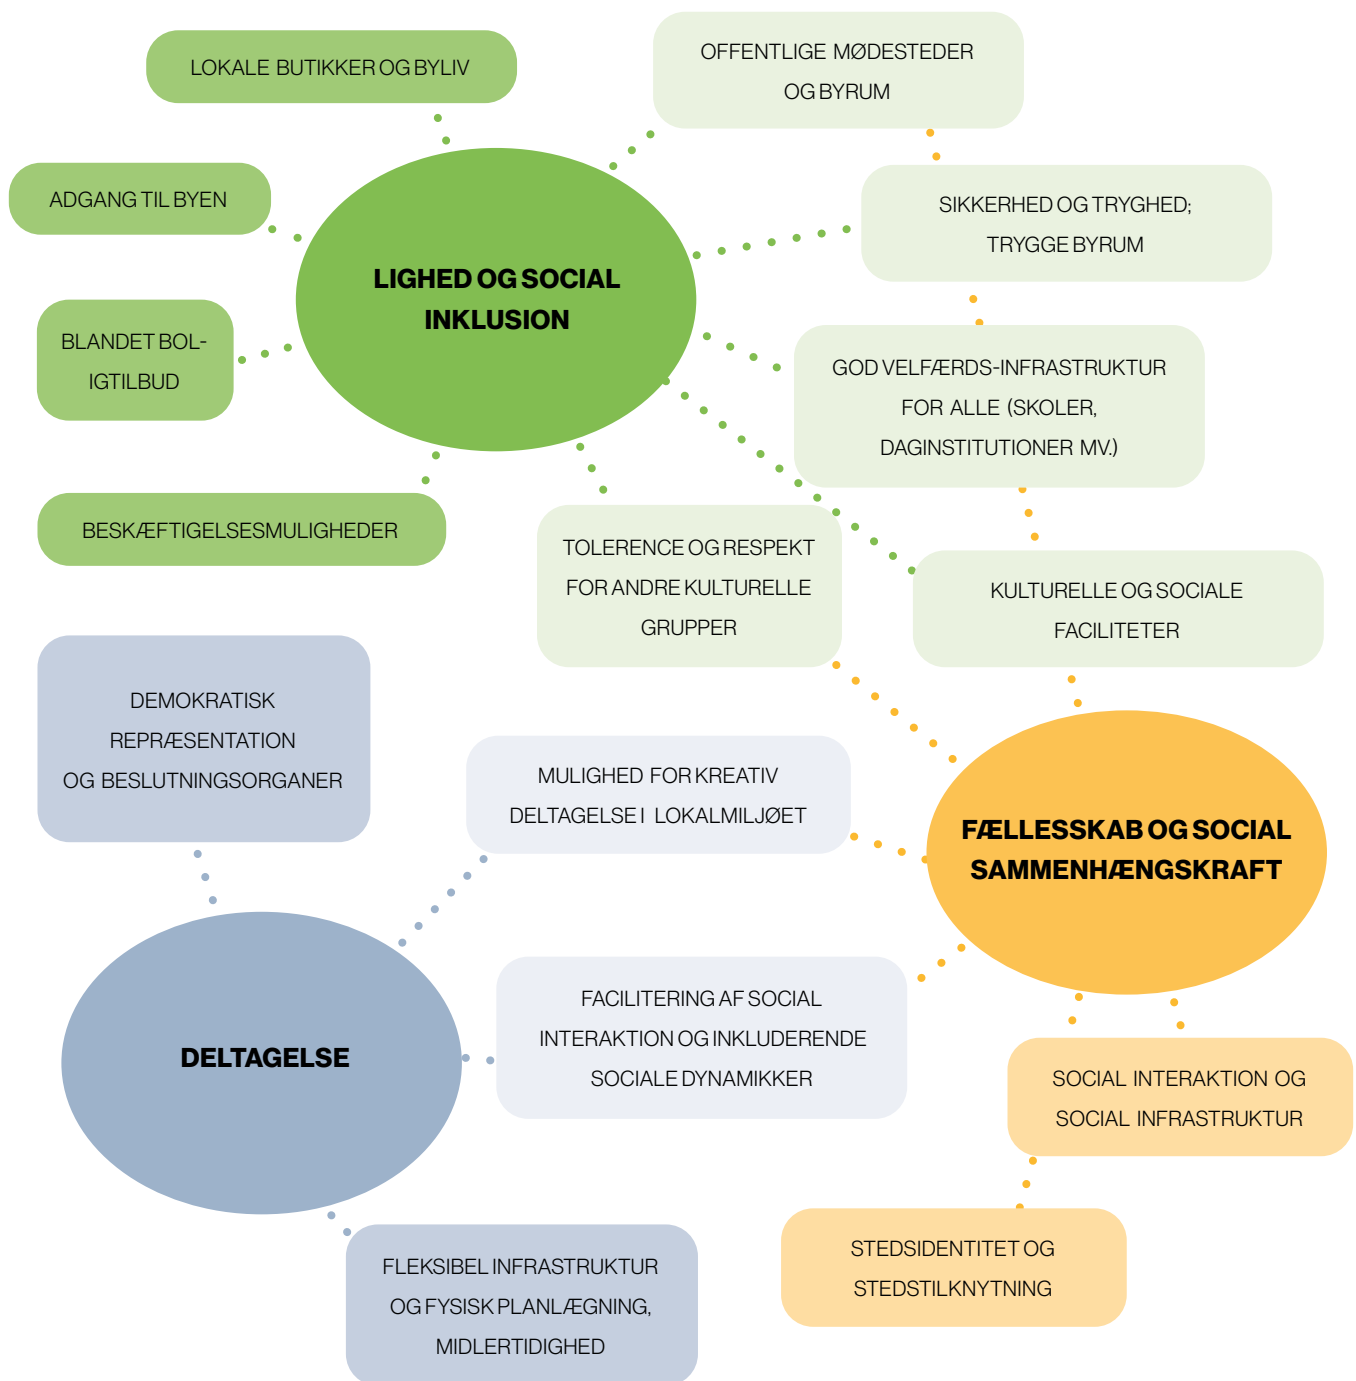 LOKALE BUTIKKER OG BYLIV
OFFENTLIGE MØDESTEDER
OG BYRUM
ADGANG TIL BYEN
SIKKERHED OG TRYGHED;
TRYGGE BYRUM
LIGHED OG SOCIAL
INKLUSION
BLANDET BOL-
IGTILBUD
GOD VELFÆRDS-INFRASTRUKTUR
FOR ALLE (SKOLER,
DAGINSTITUTIONER MV.)
BESKÆFTIGELSESMULIGHEDER
TOLERENCE OG RESPEKT
FOR ANDRE KULTURELLE
GRUPPER
KULTURELLE OG SOCIALE
FACILITETER
DEMOKRATISK
REPRÆSENTATION
OG BESLUTNINGSORGANER
MULIGHED FOR KREATIV
DELTAGELSE I LOKALMILJØET
FÆLLESSKAB OG SOCIAL
SAMMENHÆNGSKRAFT
DELTAGELSE
FACILITERING AF SOCIAL
INTERAKTION OG INKLUDERENDE
SOCIALE DYNAMIKKER
SOCIAL INTERAKTION OG
SOCIAL INFRASTRUKTUR
STEDSIDENTITET OG
STEDSTILKNYTNING
FLEKSIBEL INFRASTRUKTUR
OG FYSISK PLANLÆGNING,
MIDLERTIDIGHED